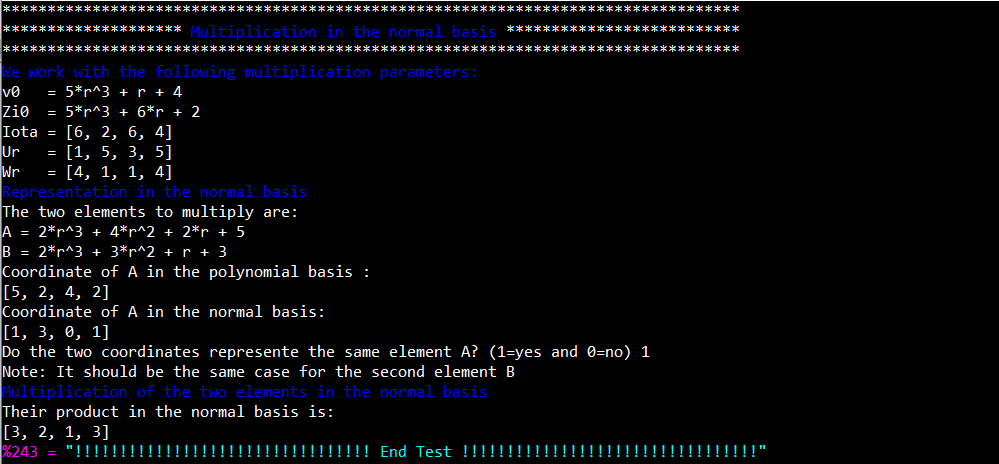 **********************************************************************************
******************** Multiplication in the normal basis **************************
**********************************************************************************
We work with the following multiplication parameters:
v0   = 5*r^3 + r + 4
Zi0  = 5*r^3 + 6*r + 2
Iota = [6, 2, 6, 4]
Ur   = [1, 5, 3, 5]
Wr   = [4, 1, 1, 4]
Representation in the normal basis
The two elements to multiply are:
A = 2*r^3 + 4*r^2 + 2*r + 5
B = 2*r^3 + 3*r^2 + r + 3
Coordinate of A in the polynomial basis :
[5, 2, 4, 2]
Coordinate of A in the normal basis:
[1, 3, 0, 1]
Do the two coordinates represente the same element A? (1=yes and 0=no) 1
Note: It should be the same case for the second element B
Multiplication of the two elements in the normal basis
Their product in the normal basis is:
[3, 2, 1, 3]
%243 = "!!!!!!!!!!!!!!!!!!!!!!!!!!!!!!!!! End Test !!!!!!!!!!!!!!!!!!!!!!!!!!!!!!!!!"